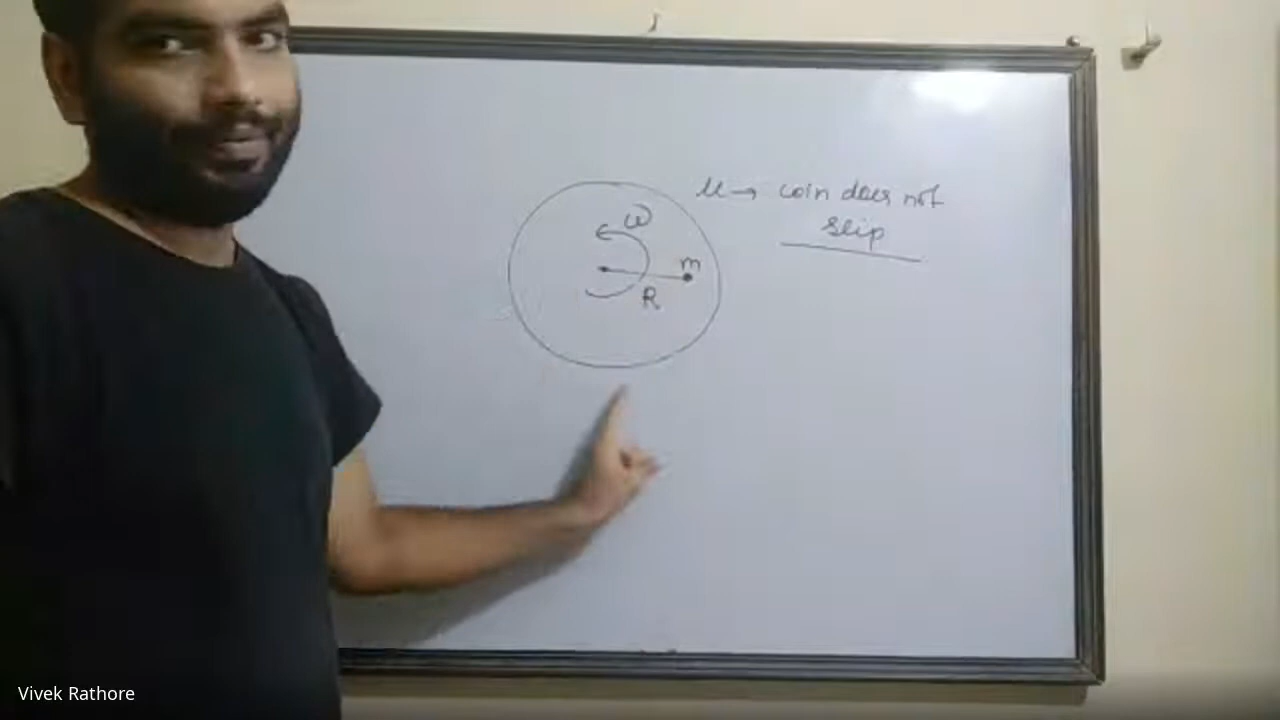 μ → coin does not
slip
ω
m
R
Vivek Rathore